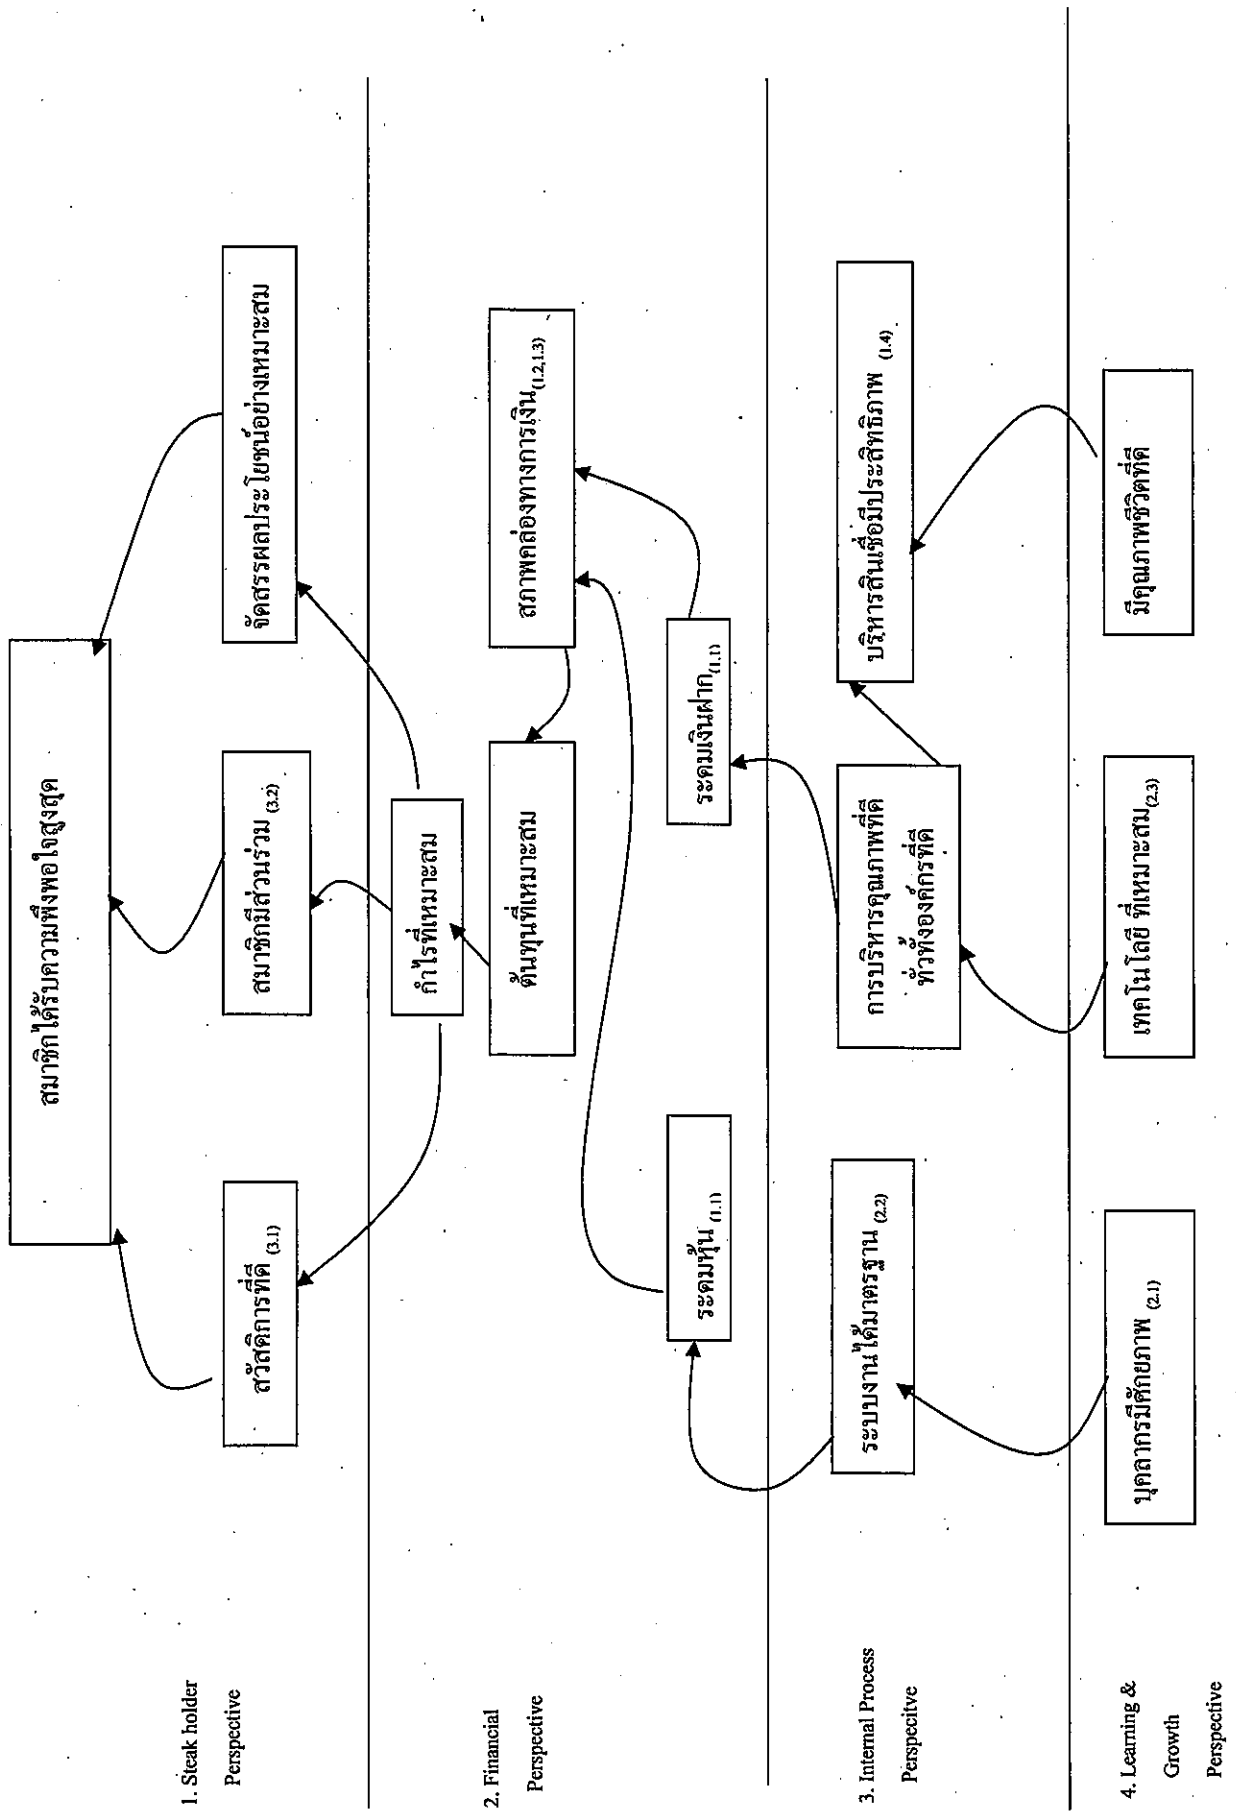 สมาชิกได้รับความพึงพอใจสูงสุด
1. Steak holder
Perspective
สวัสดิการที่ดี (3.1)
สมาชิกมีส่วนร่วม (3.2)
จัดสรรผลประโยชน์อย่างเหมาะสม
กำไรที่เหมาะสม
2. Financial
Perspective
ต้นทุนที่เหมาะสม
สภาพคล่องทางการเงิน(1.2,1.3)
ระดมหุ้น (1.1)
ระดมเงินฝาก(1.1)
3. Internal Process
Perspecitve
ระบบงานได้มาตรฐาน (2.2)
การบริหารคุณภาพที่ดี
ทั่วทั้งองค์กรที่ดี
บริหารสินเชื่อมีประสิทธิภาพ (1.4)
4. Learning &
Growth
Perspective
บุคลากรมีศักยภาพ (2.1)
เทคโนโลยี ที่เหมาะสม(2.3)
มีคุณภาพชีวิตที่ดี